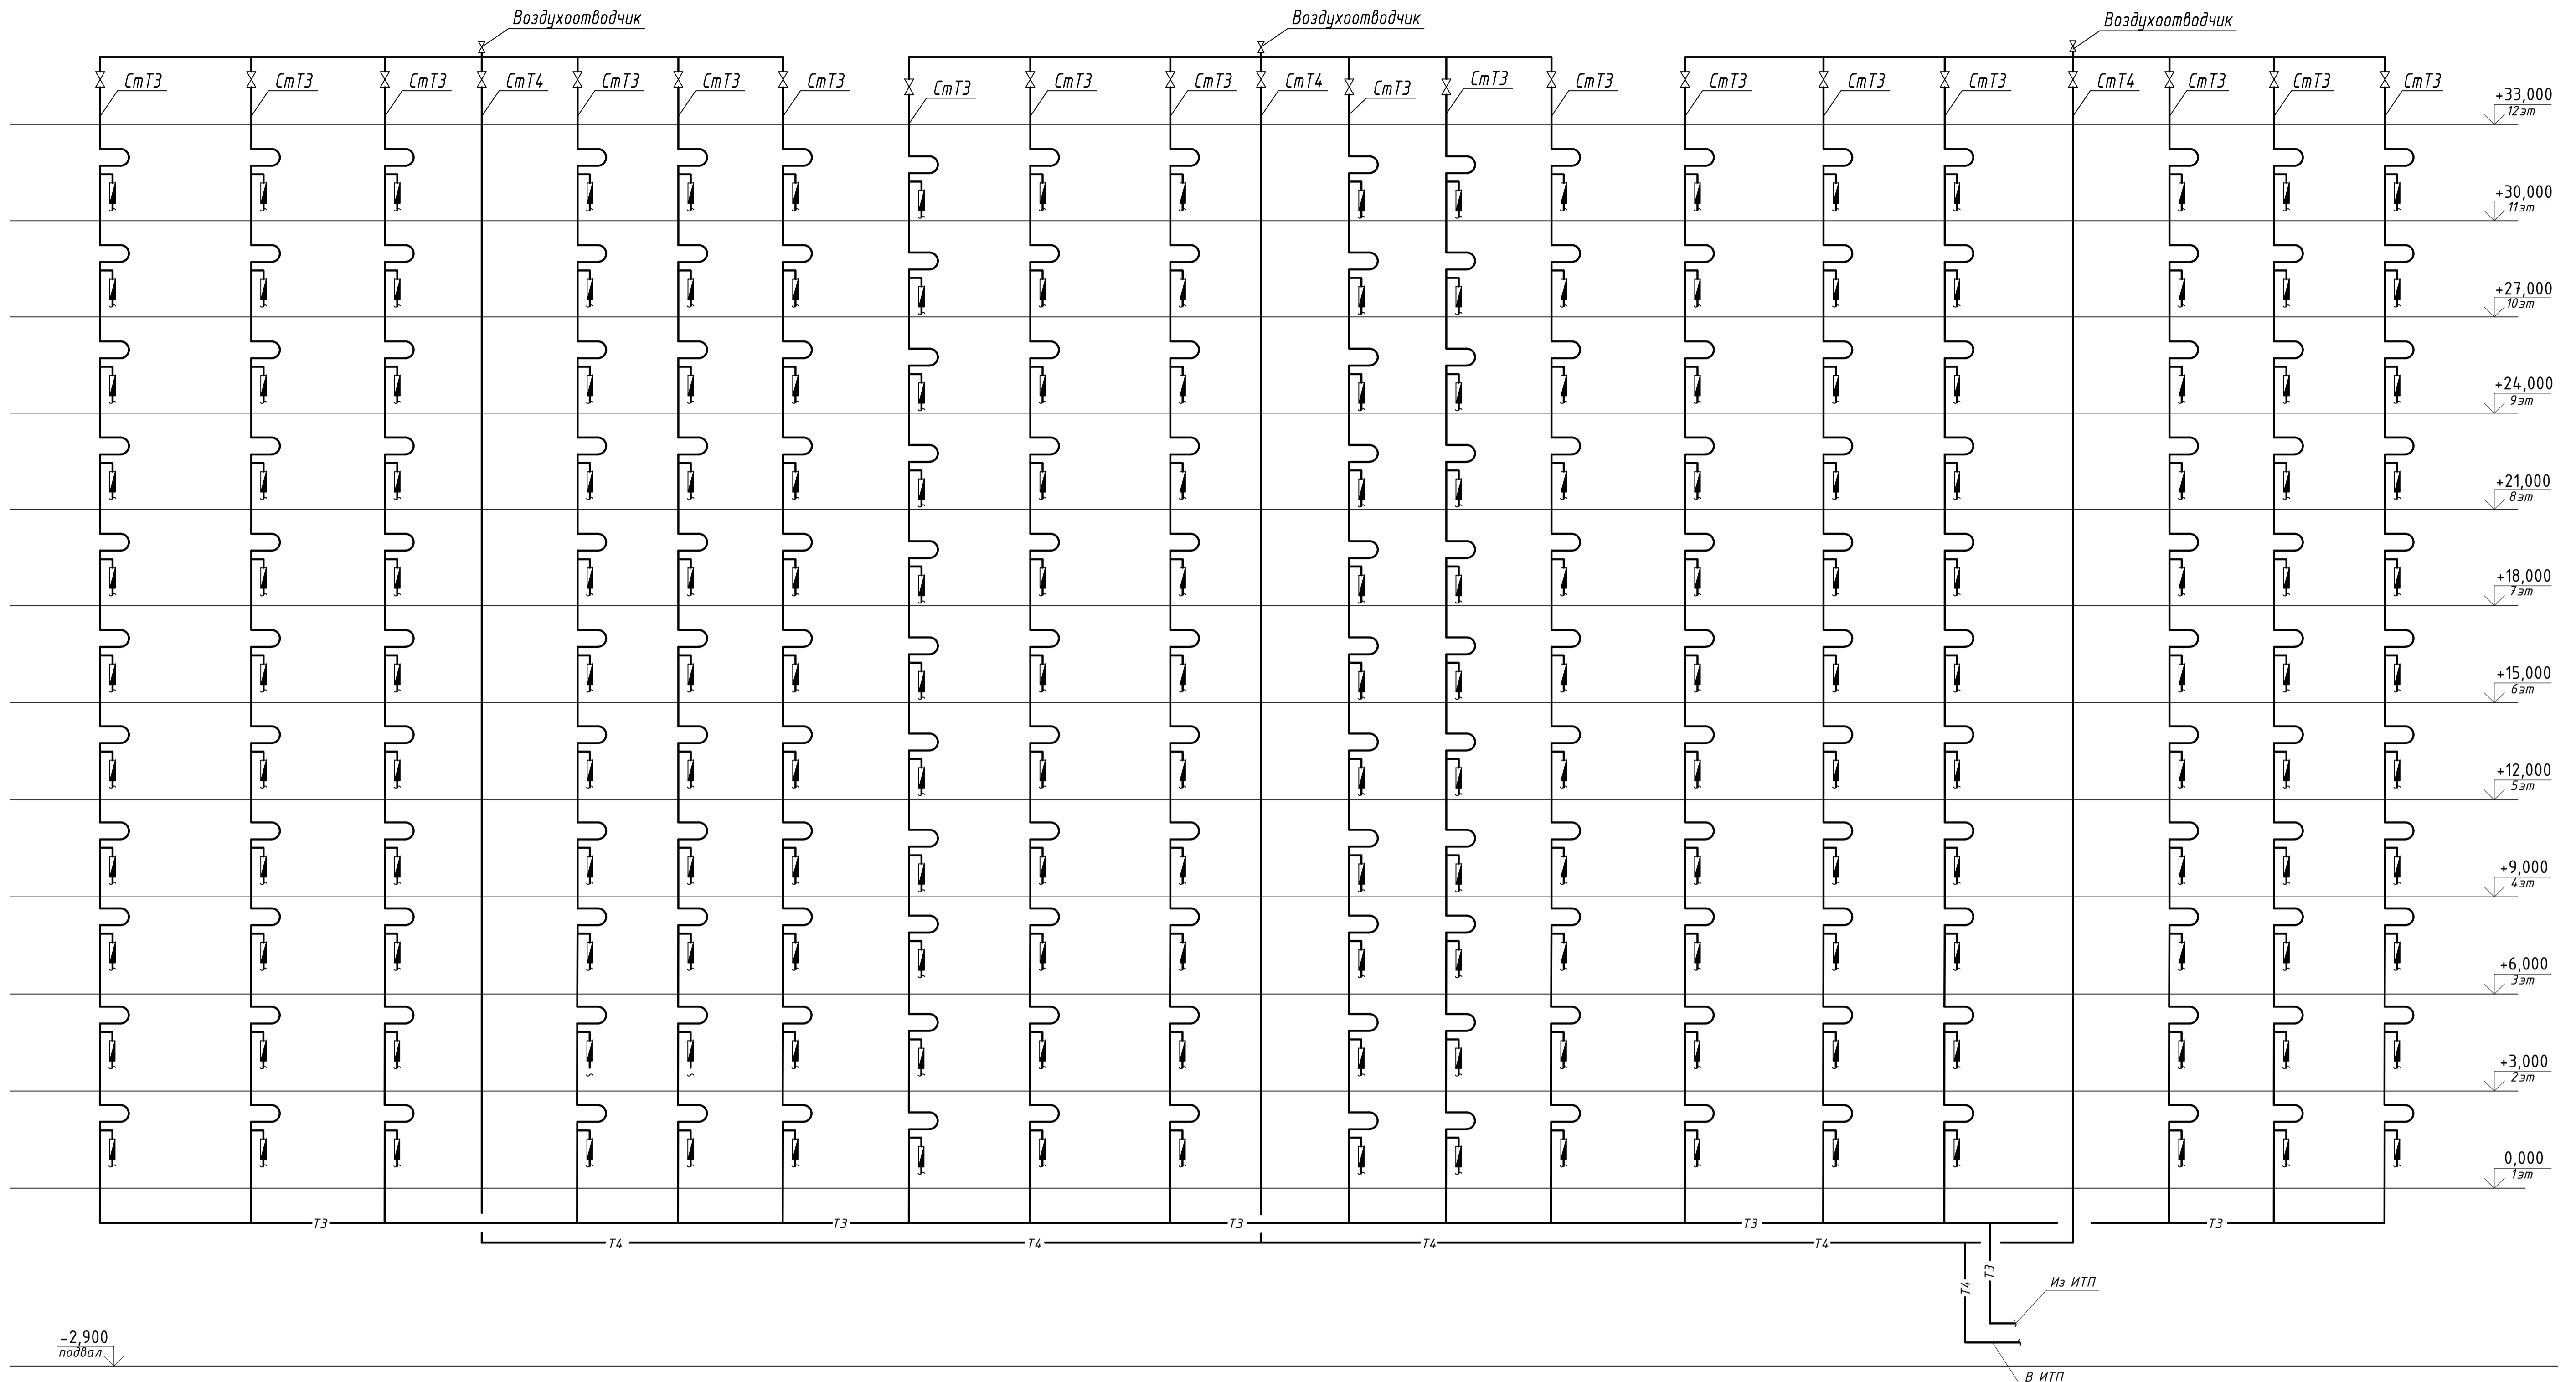 Воздухоотводчик Воздухоотводчик Воздухоотводчик
СтТ3 СтТ3 СтТ3 СтТ4 СтТ3 СтТ3 СтТ3 СтТ3 СтТ3 СтТ3 СтТ4 СтТ3 СтТ3 СтТ3 СтТ3 СтТ3 СтТ3 СтТ4 СтТ3 СтТ3 СтТ3
+33,000
12эт
+30,000
11эт
+27,000
10эт
+24,000
9эт
+21,000
8эт
+18,000
7эт
+15,000
6эт
+12,000
5эт
+9,000
4эт
+6,000
3эт
+3,000
2эт
0,000
1эт
Т3 Т3 Т3 Т3 Т3
Т4 Т4 Т4 Т4
Т4 Т3
Из ИТП
-2,900
подвал
В ИТП